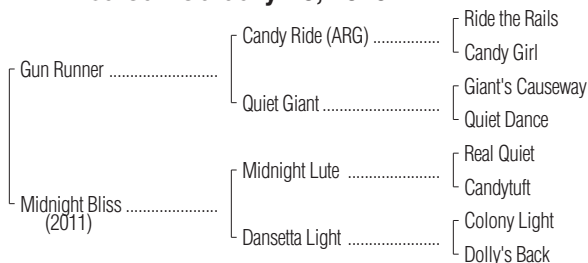 Ride the Rails
Candy Ride (ARG)
Candy Girl
Gun Runner
Giant's Causeway
Quiet Giant
Quiet Dance
Real Quiet
Midnight Lute
Candytuft
Midnight Bliss
(2011)
Colony Light
Dansetta Light
Dolly's Back